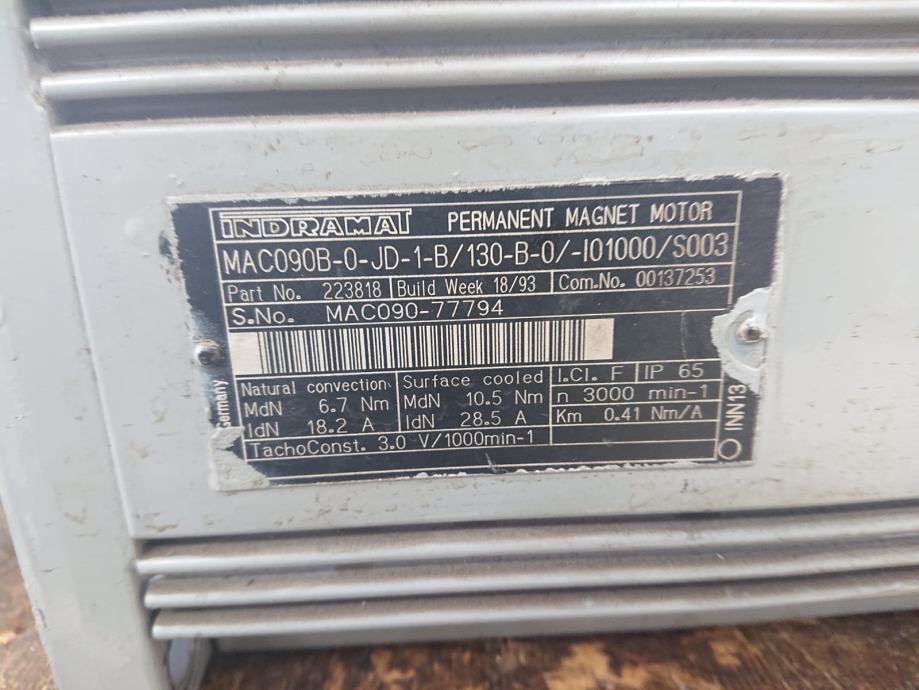 INDRAMAT PERMANENT MAGNET MOTOR
MAC090B-0-JD-1-B/130-B-0/-I01000/S003
Part No. 223818 Build Week 18/93 Com.No. 00137253
S.No. MAC090-77794
Natural convection Surface cooled I.Cl. F IP 65
MdN 6.7 Nm MdN 10.5 Nm n 3000 min-1
IdN 18.2 A IdN 28.5 A Km 0.41 Nm/A
TachoConst. 3.0 V/1000min-1
Germany
INN13